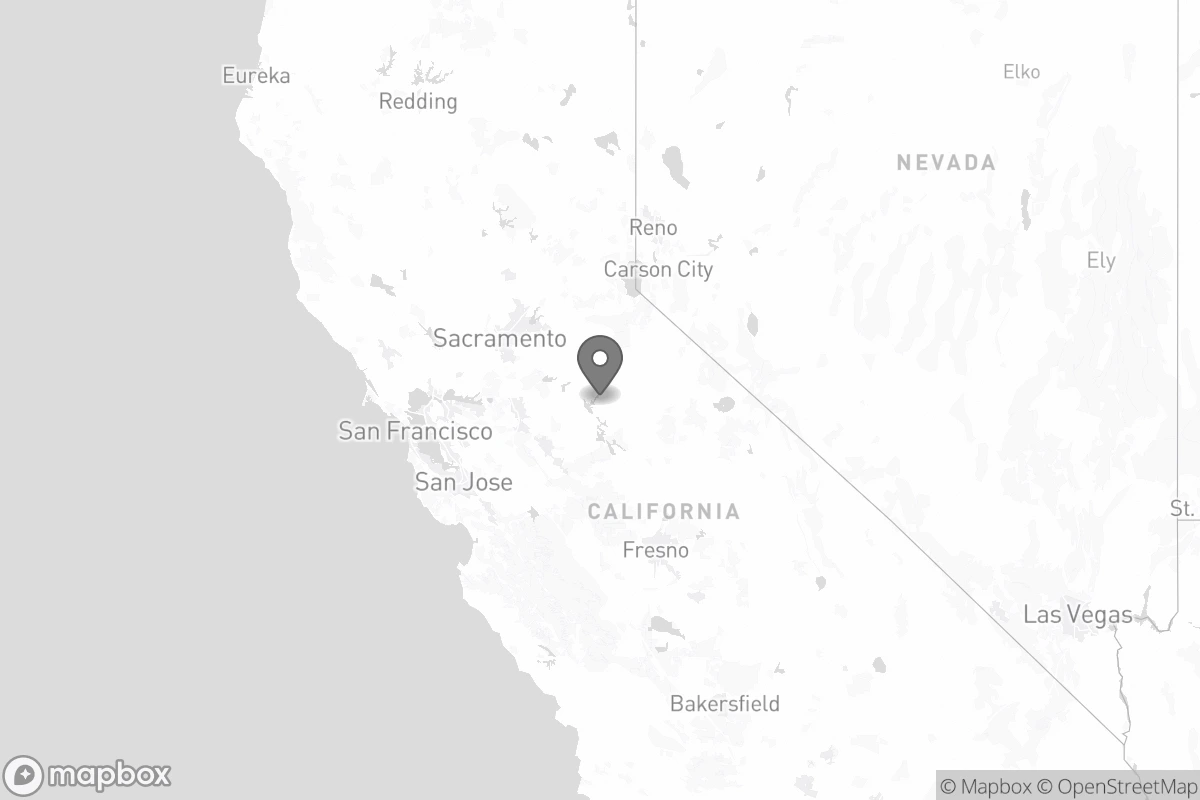 Eureka
Redding
Elko
NEVADA
Reno
Carson City
Ely
Sacramento
San Francisco
San Jose
CALIFORNIA
St.
Fresno
Las Vegas
Bakersfield
mapbox
© Mapbox © OpenStreetMap